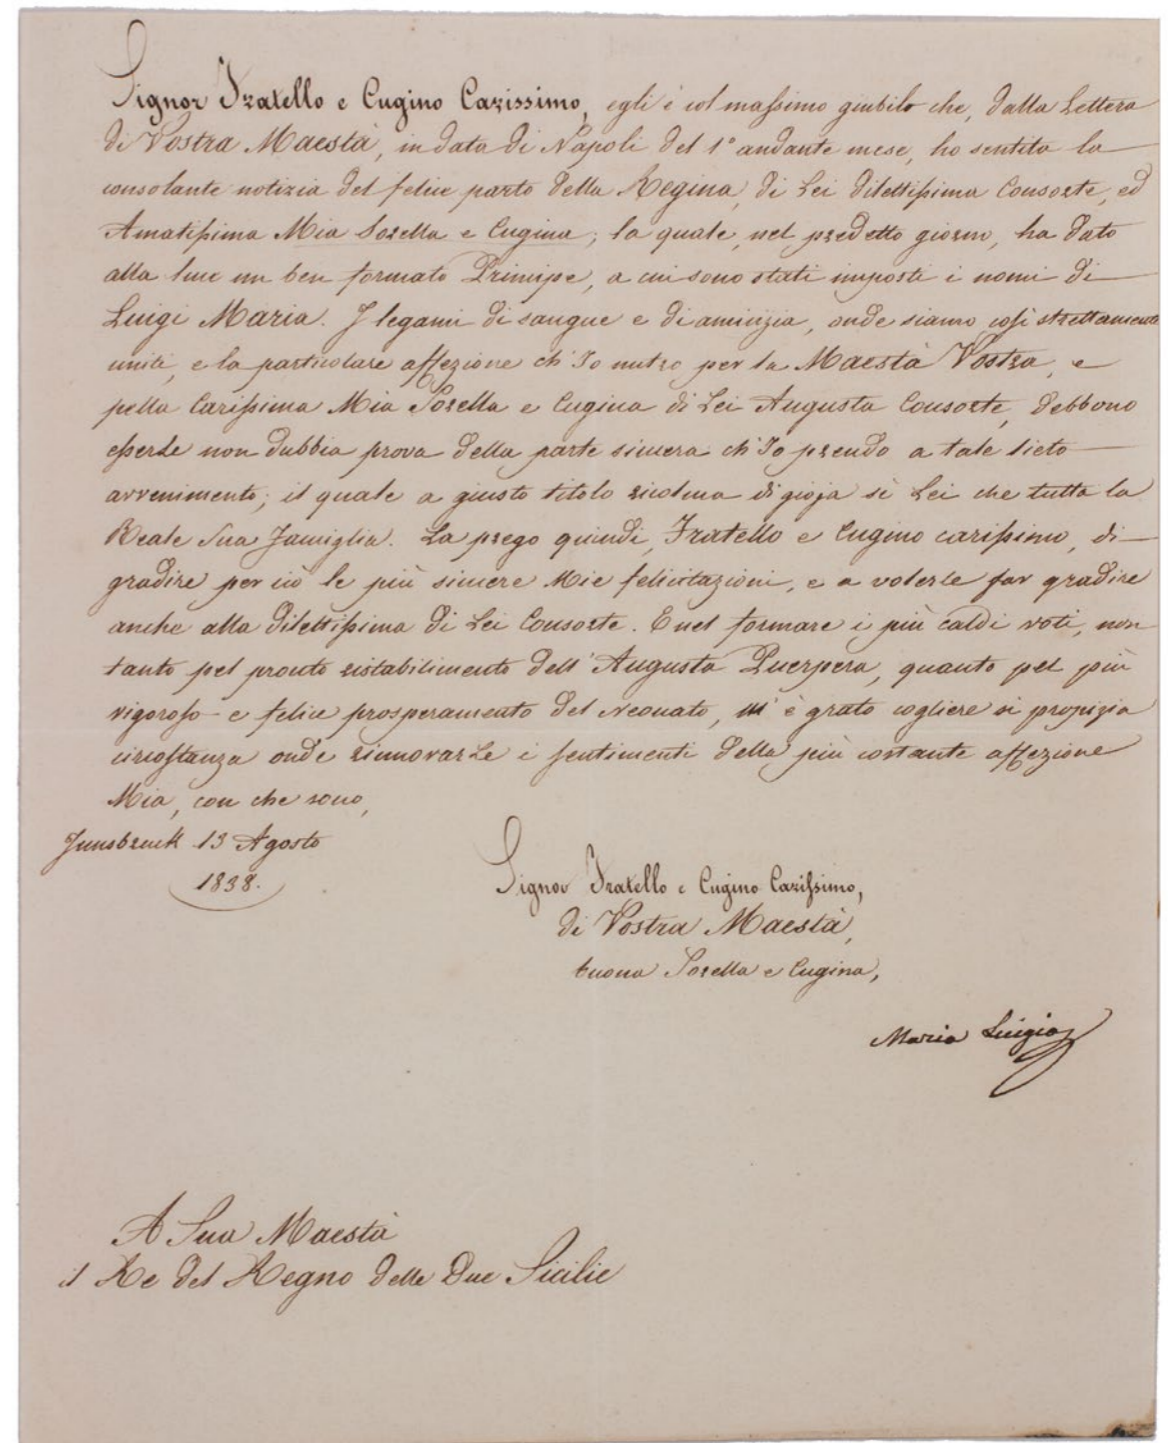 Signor Fratello e Cugino Carissimo, egli è col massimo giubilo che, dalla Lettera
di Vostra Maestà, in data di Napoli del 1° andante mese, ho sentito la
consolante notizia del felice parto della Regina, di Lei dilettissima Consorte, ed
Amatissima Mia Sorella e Cugina; la quale, nel predetto giorno, ha dato
alla luce un ben formato Principe, a cui sono stati imposti i nomi di
Luigi Maria. I legami di sangue e di amicizia, onde siamo così strettamente
uniti, e la particolare affezione ch'Io nutro per la Maestà Vostra, e
pella Carissima Mia Sorella e Cugina di Lei Augusta Consorte, debbono
esserLe non dubbia prova della parte sincera ch'Io prendo a tale lieto
avvenimento; il quale a giusto titolo ricolma di gioja sì Lei che tutta la
Reale Sua Famiglia. La prego quindi, Fratello e Cugino carissimo, di
gradire per ciò le più sincere Mie felicitazioni, e a volerle far gradire
anche alla dilettissima di Lei Consorte. E nel formare i più caldi voti, non
tanto pel pronto ristabilimento dell'Augusta Puerpera, quanto pel più
vigoroso e felice prosperamento del Neonato, m'è grato cogliere sì propizia
circostanza onde rinnovarLe i sentimenti della più costante affezione
Mia, con che sono,
Innsbruck 13 Agosto
1838.
Signor Fratello e Cugino Carissimo,
di Vostra Maestà,
buona Sorella e Cugina,
Maria Luigia
A Sua Maestà
il Re del Regno delle Due Sicilie